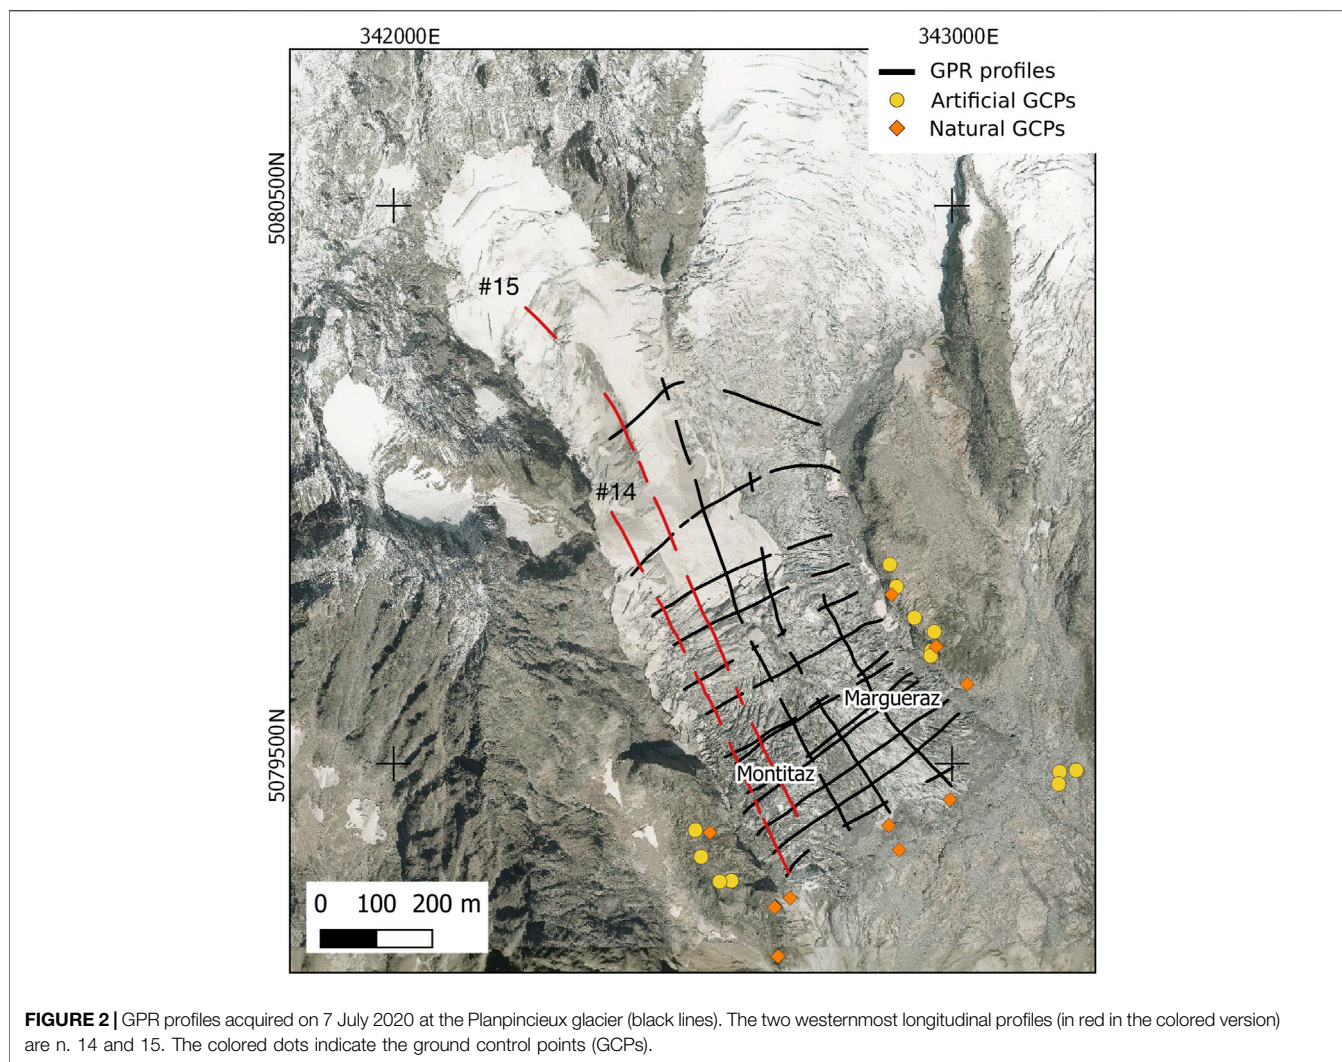 342000E
343000E
GPR profiles
Artificial GCPs
Natural GCPs
5080500N
#15
#14
Margueraz
5079500N
Montitaz
0 100 200 m
FIGURE 2 | GPR profiles acquired on 7 July 2020 at the Planpincieux glacier (black lines). The two westernmost longitudinal profiles (in red in the colored version)
are n. 14 and 15. The colored dots indicate the ground control points (GCPs).